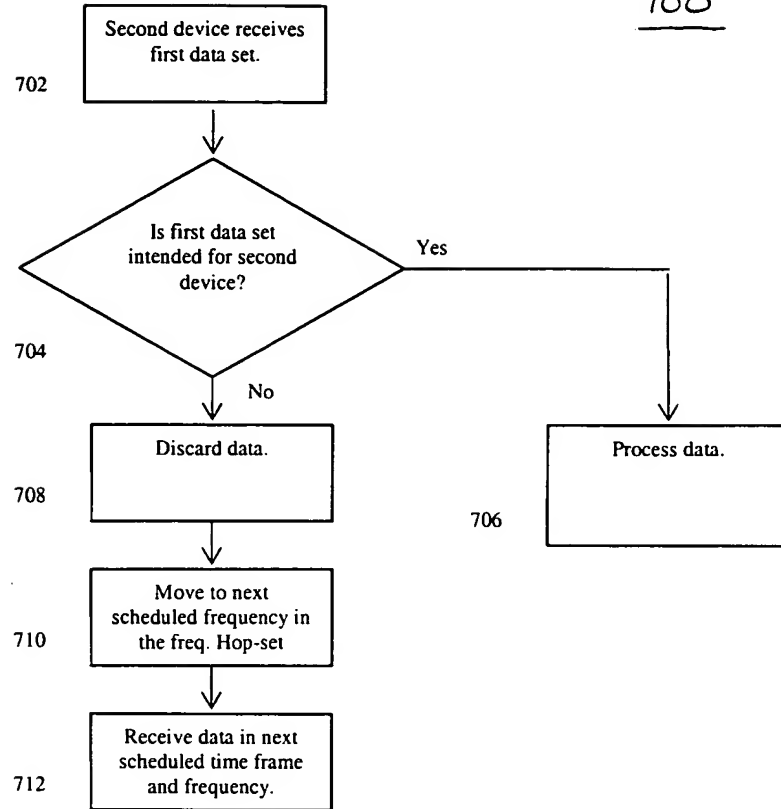 700
Second device receives
first data set.
702
Is first data set
intended for second
device?
Yes
704
No
Discard data.
Process data.
708
706
Move to next
scheduled frequency in
the freq. Hop-set
710
Receive data in next
scheduled time frame
and frequency.
712